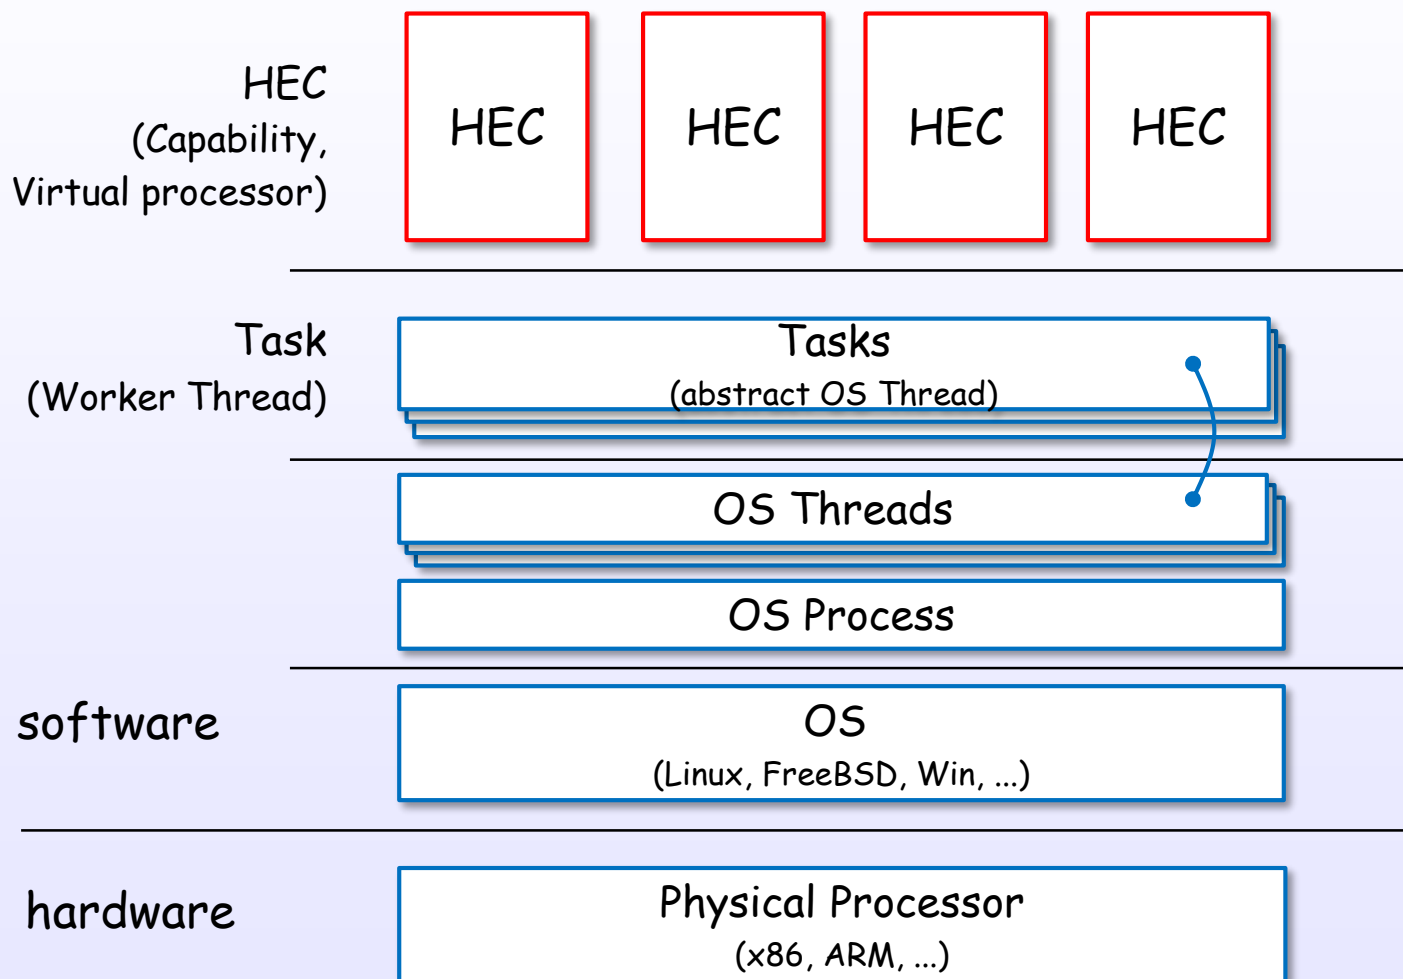 HEC
(Capability,
Virtual processor)
HEC HEC HEC HEC
Task
(Worker Thread)
Tasks
(abstract OS Thread)
OS Threads
OS Process
software
OS
(Linux, FreeBSD, Win, ...)
hardware
Physical Processor
(x86, ARM, ...)